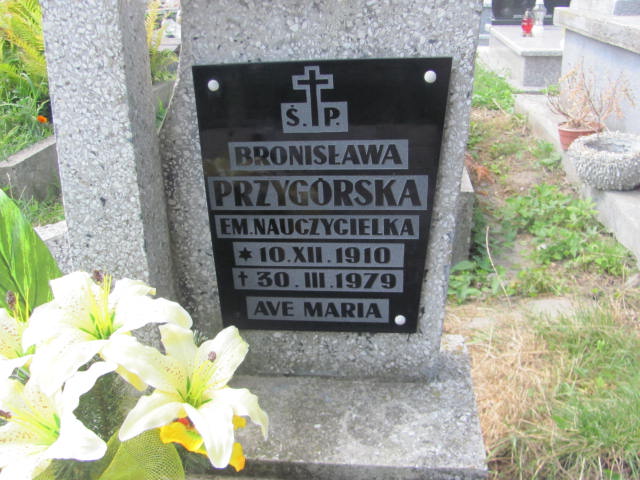 Ś. P.
BRONISŁAWA
PRZYGÓRSKA
EM. NAUCZYCIELKA
* 10. XII. 1910
† 30. III. 1979
AVE MARIA